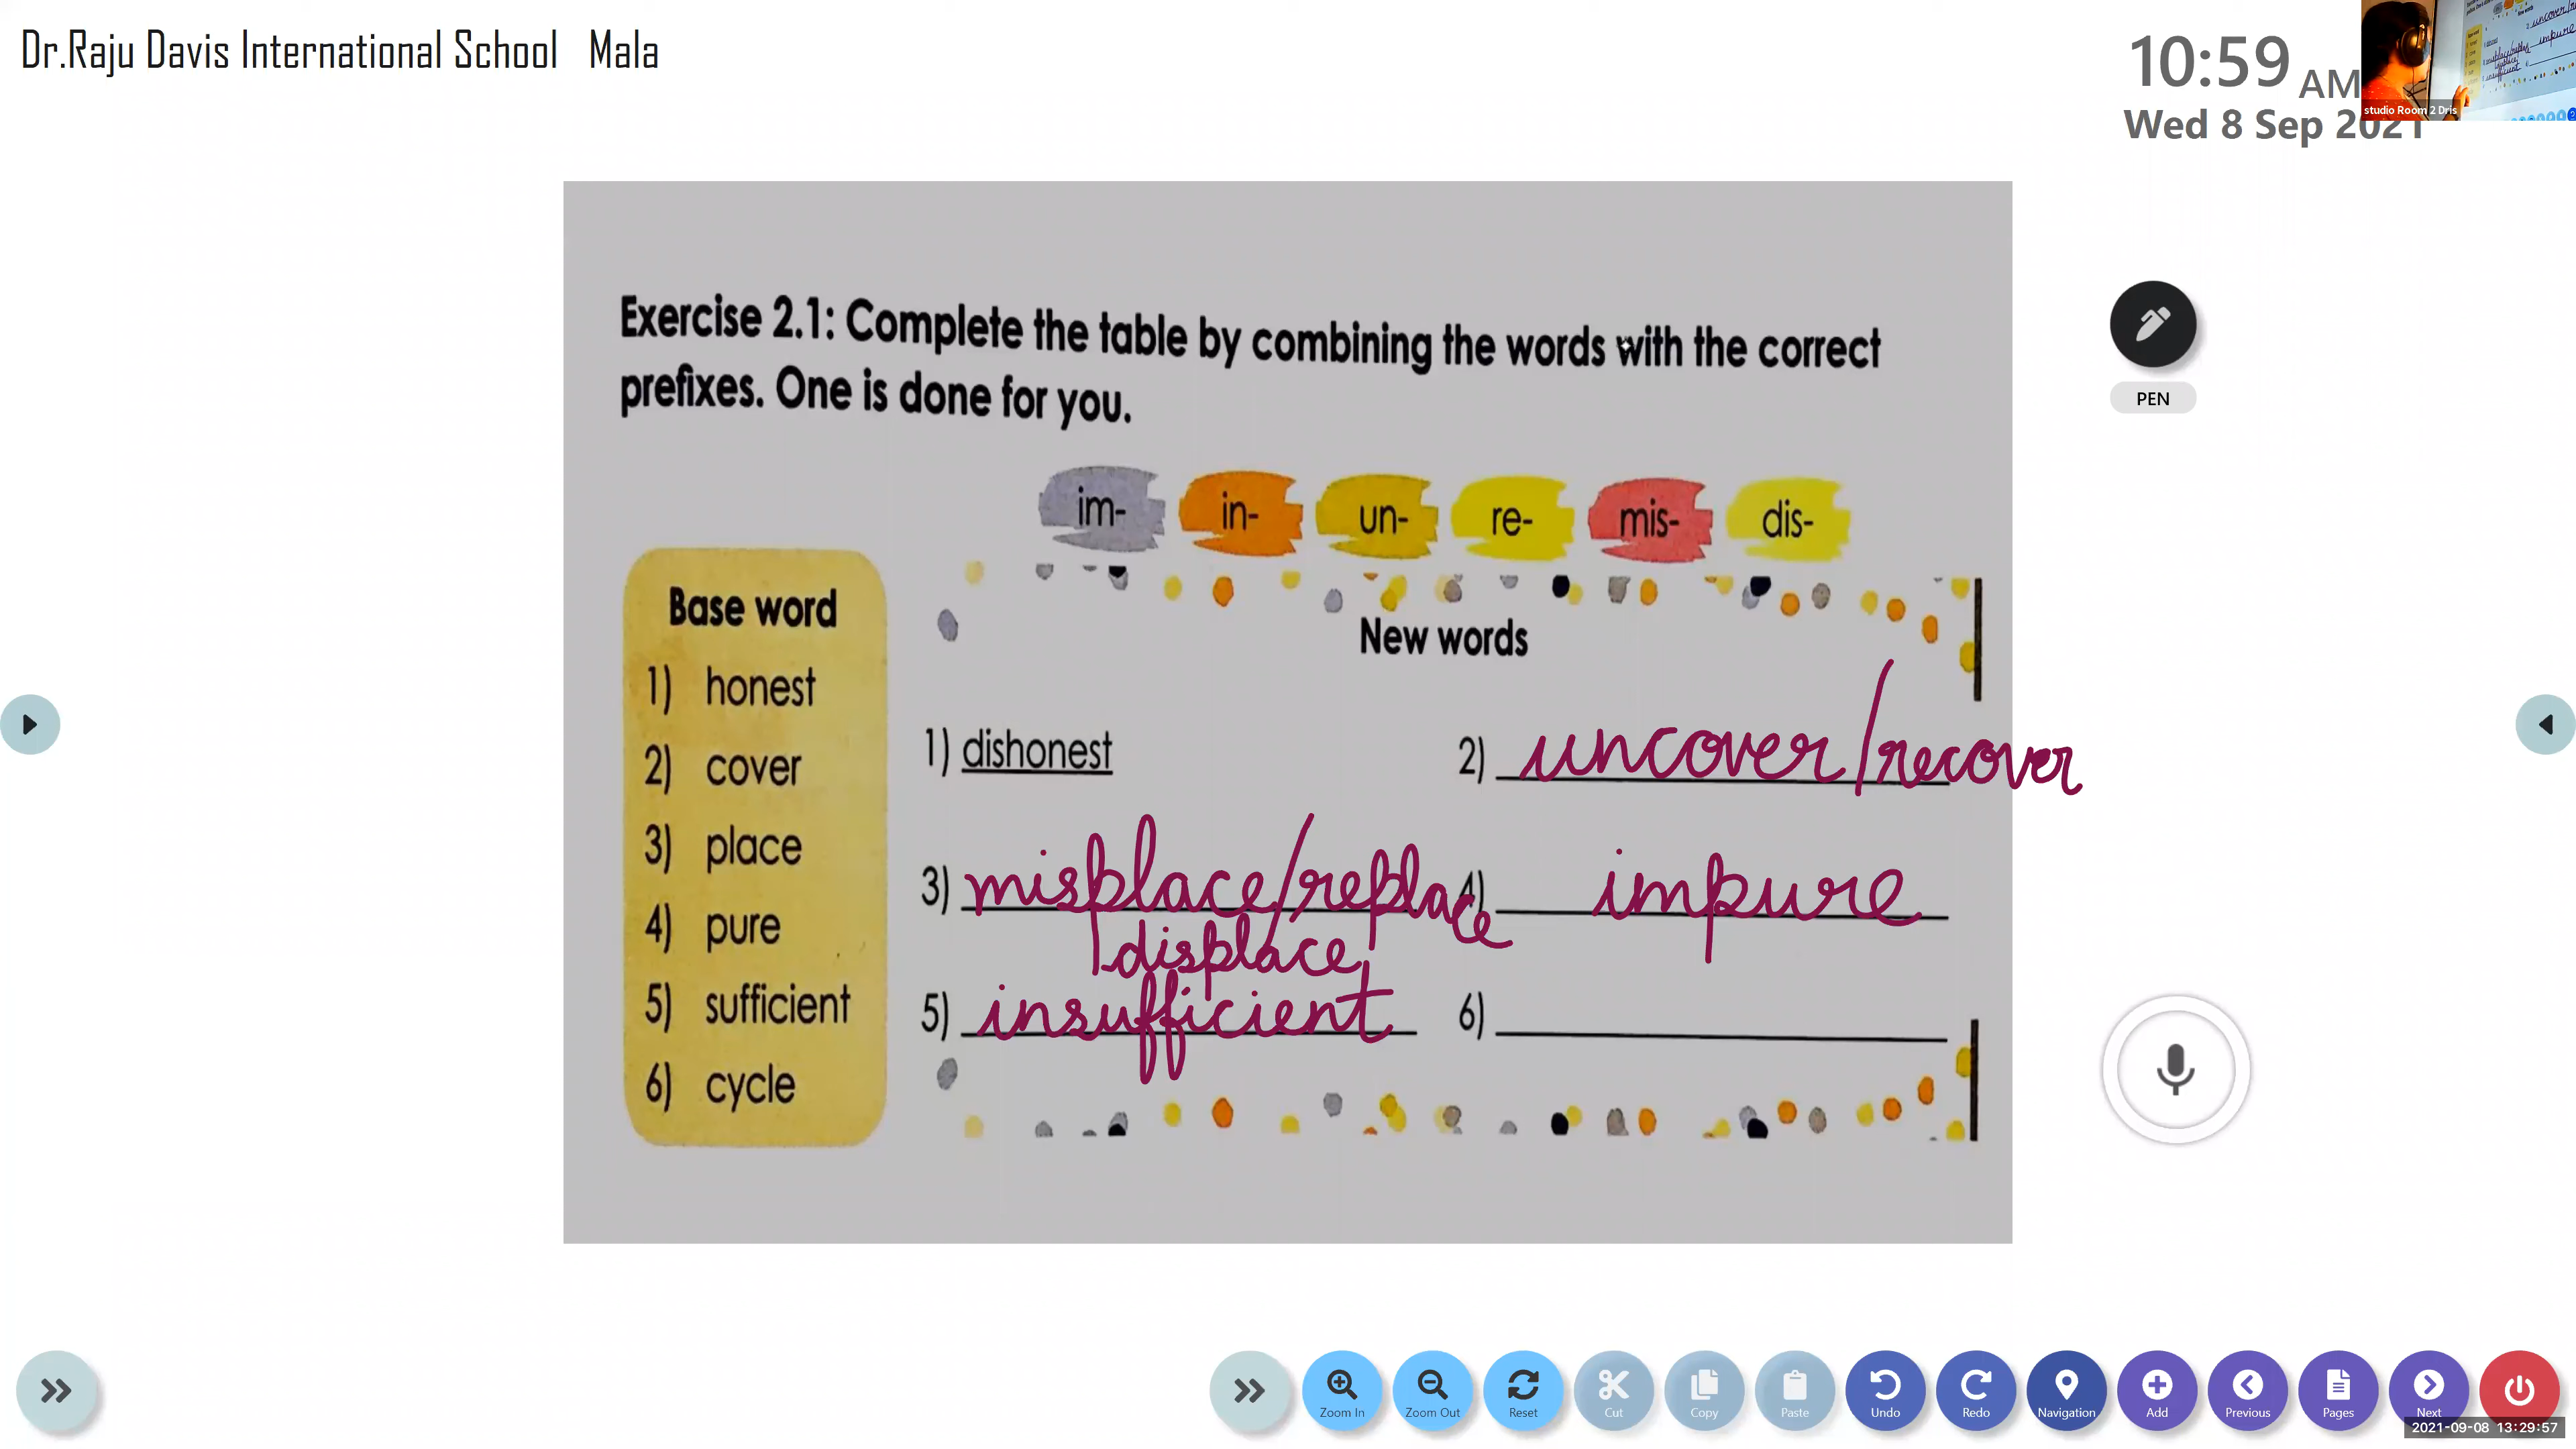 Dr.Raju Davis International School Mala
10:59 AM
Wed 8 Sep 2021
studio Room 2 Dris
Exercise 2.1: Complete the table by combining the words with the correct
prefixes. One is done for you.
PEN
im- in- un- re- mis- dis-
Base word
1) honest
2) cover
3) place
4) pure
5) sufficient
6) cycle
New words
1) dishonest 2) uncover/recover
3) misplace/replace 4) impure
displace
5) insufficient 6)
Zoom In Zoom Out Reset Cut Copy Paste Undo Redo Navigation Add Previous Pages Next
2021-09-08 13:29:57